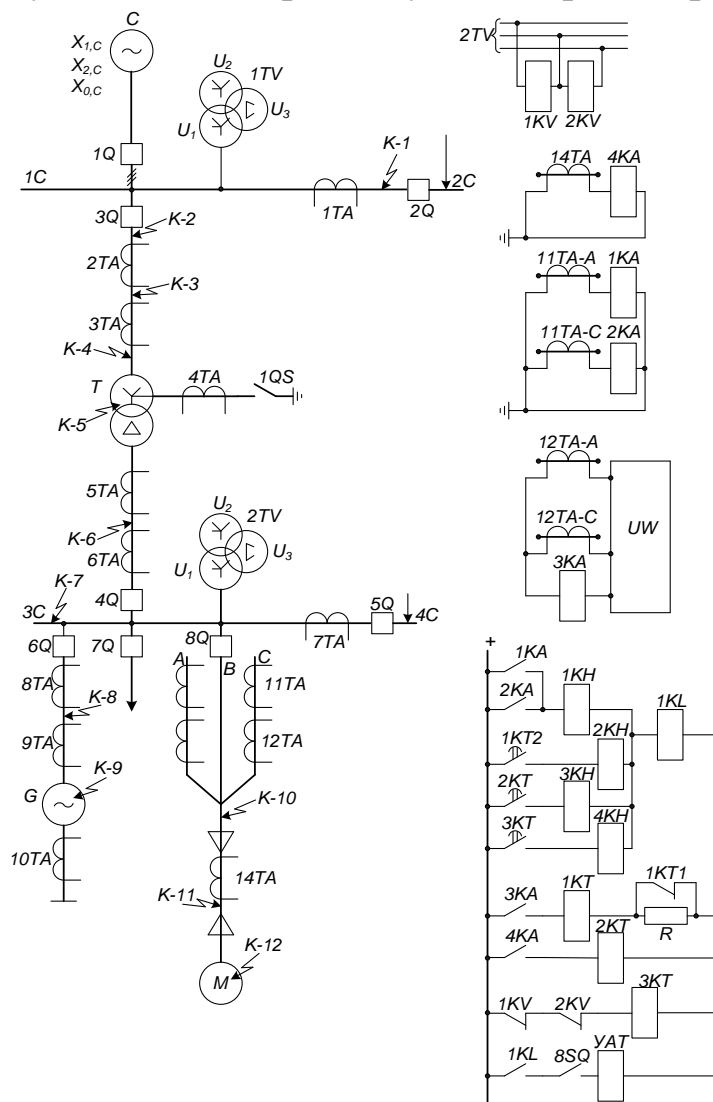 C
X1,C
X2,C
X0,C
U2
1TV
U1
U3
1Q
K-1
1C
2C
1TA
2Q
3Q
K-2
2TA
K-3
3TA
K-4
T
4TA
1QS
K-5
5TA
K-6
6TA
U2
2TV
U1
U3
K-7
4Q
3C
5Q
4C
6Q
7Q
8Q
7TA
A
B
C
8TA
K-8
9TA
11TA
12TA
G
K-9
K-10
10TA
14TA
K-11
K-12
M
2TV
1KV
2KV
14TA
4KA
11TA-A
1KA
11TA-C
2KA
12TA-A
12TA-C
UW
3KA
+
1KA
1KH
2KA
1KL
1KT2
2KH
2KT
3KH
3KT
4KH
1KT1
3KA
1KT
R
4KA
2KT
3KT
1KV
2KV
1KL
8SQ
УАТ